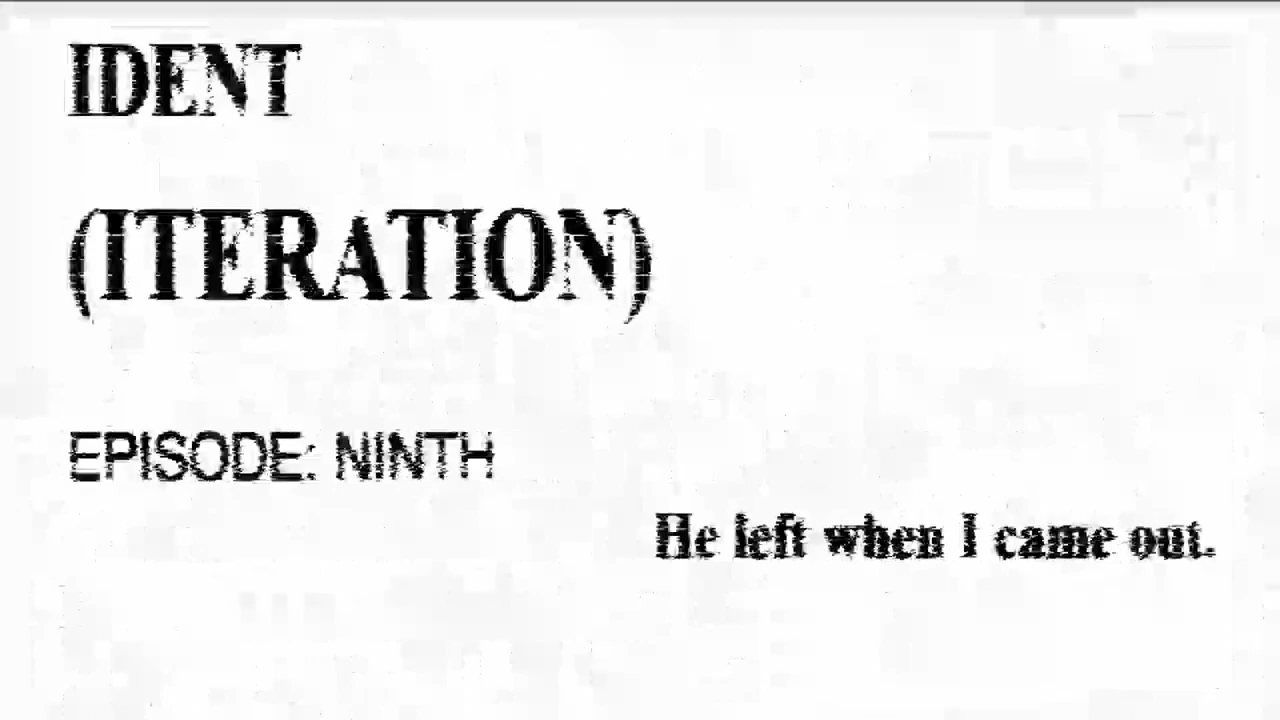 IDENT
(ITERATION)
EPISODE: NINTH
He left when I came out.